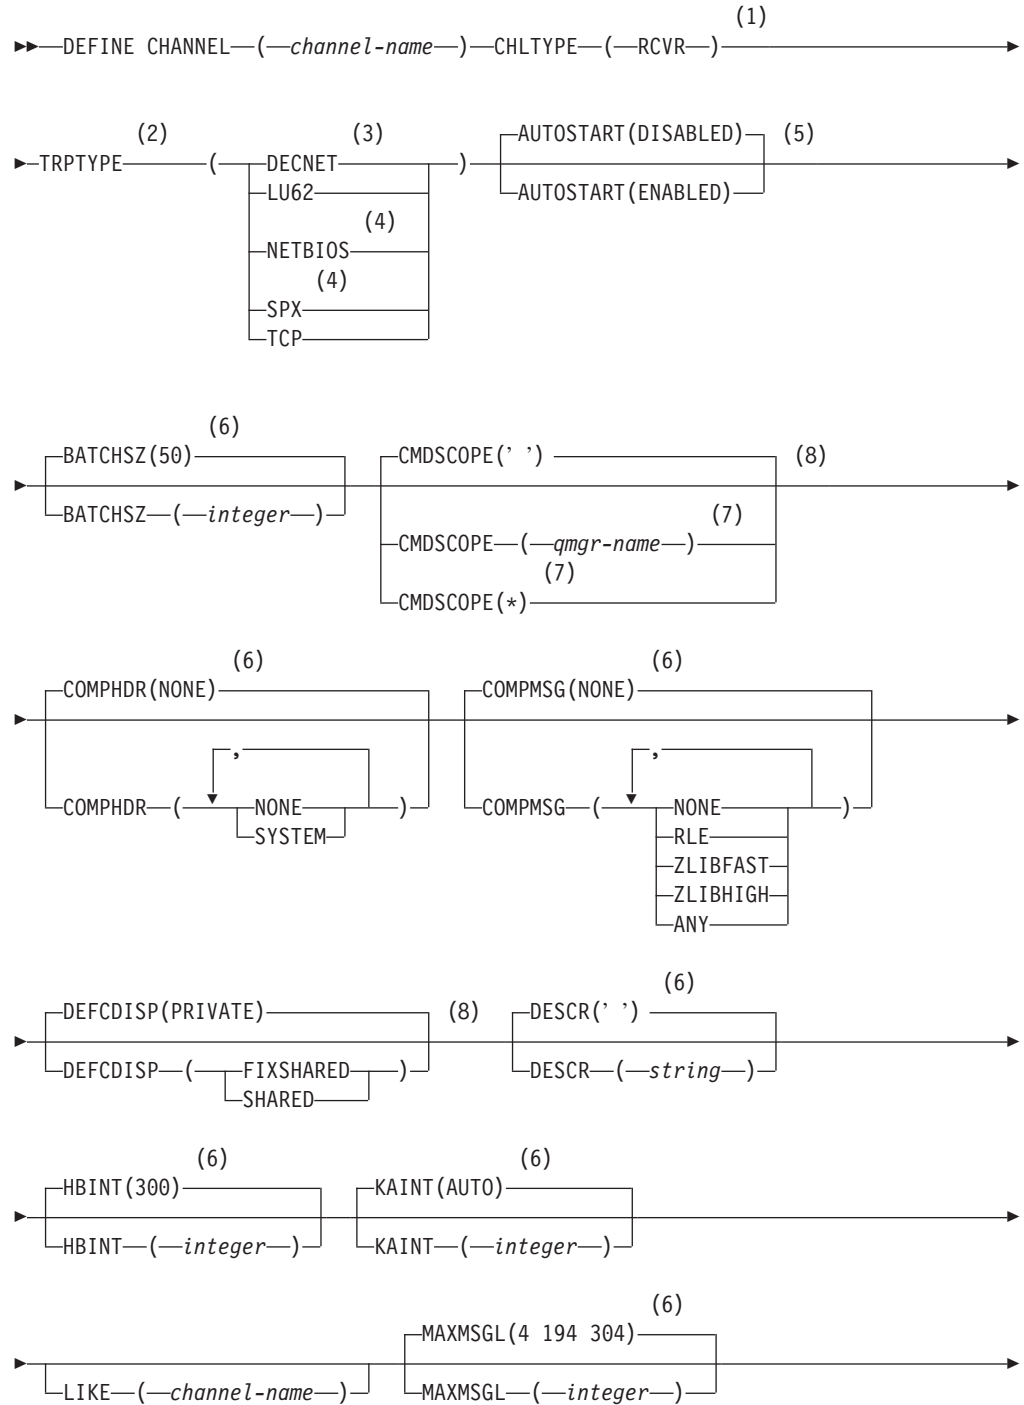 (1)
DEFINE CHANNEL ( channel-name ) CHLTYPE ( RCVR )
(2) (3) AUTOSTART(DISABLED) (5)
TRPTYPE ( DECNET )
LU62 AUTOSTART(ENABLED)
(4)
NETBIOS
(4)
SPX
TCP
(6)
BATCHSZ(50) CMDSCOPE(’ ’) (8)
BATCHSZ ( integer ) (7)
CMDSCOPE ( qmgr-name )
(7)
CMDSCOPE(*)
(6) (6)
COMPHDR(NONE) COMPMSG(NONE)
, ,
COMPHDR ( NONE ) COMPMSG ( NONE )
SYSTEM RLE
ZLIBFAST
ZLIBHIGH
ANY
(6)
DEFCDISP(PRIVATE) (8) DESCR(’ ’)
DEFCDISP ( FIXSHARED ) DESCR ( string )
SHARED
(6) (6)
HBINT(300) KAINT(AUTO)
HBINT ( integer ) KAINT ( integer )
(6)
MAXMSGL(4 194 304)
LIKE ( channel-name ) MAXMSGL ( integer )